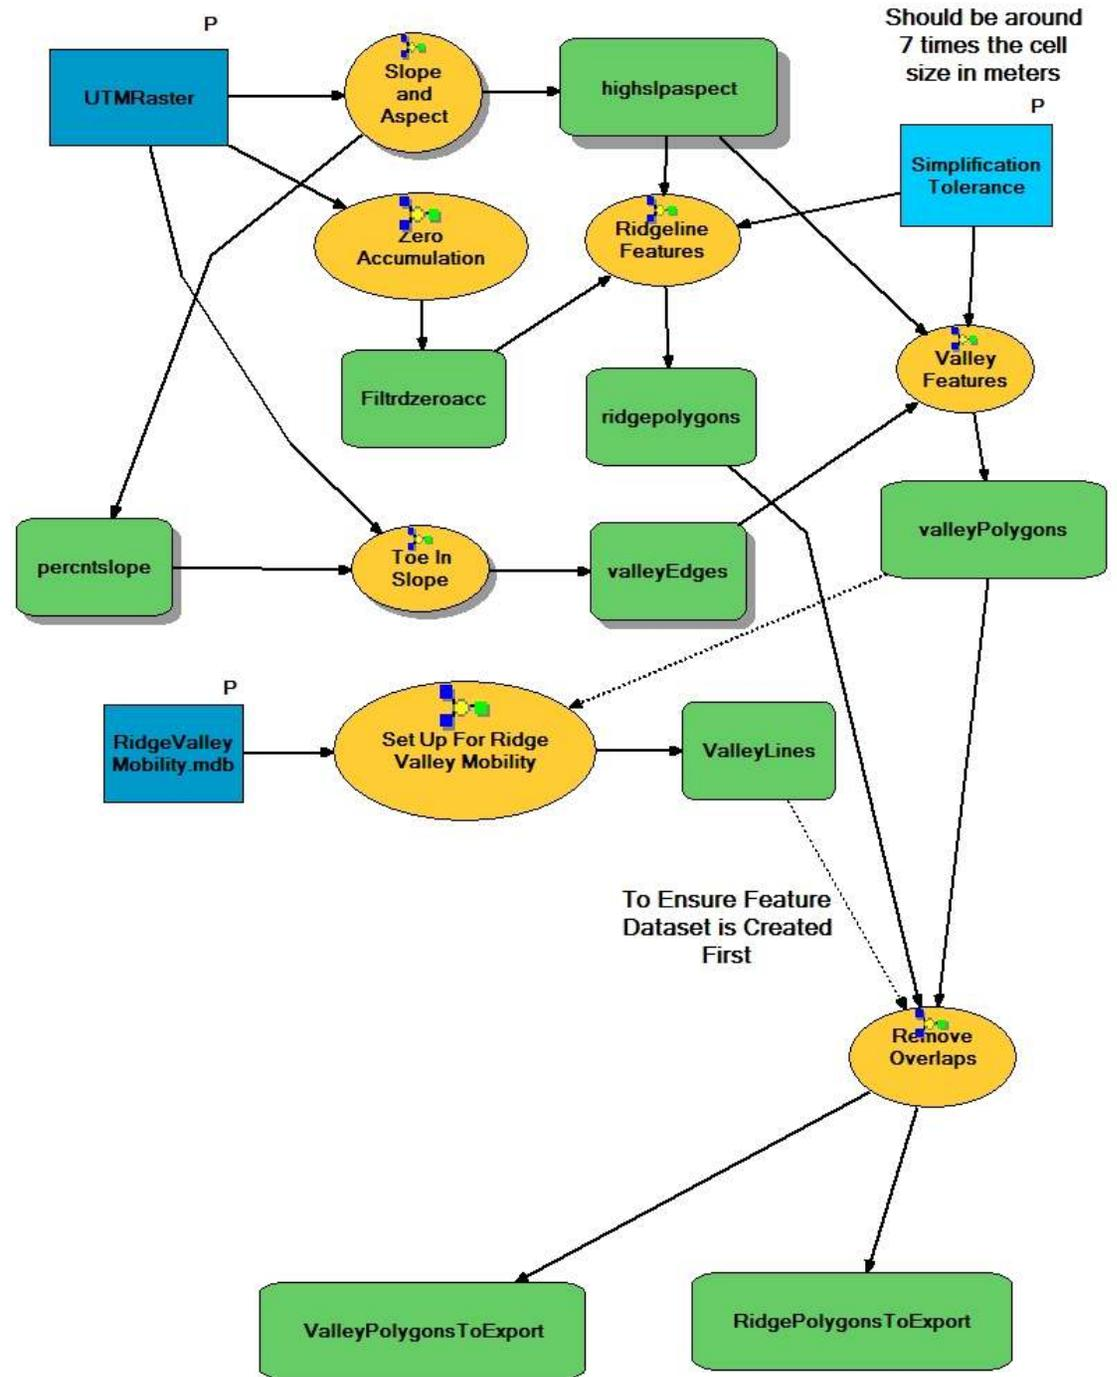 P
Should be around
7 times the cell
size in meters
UTMRaster
Slope
and
Aspect
highslpaspect
P
Simplification
Tolerance
Zero
Accumulation
Ridgeline
Features
Valley
Features
Filtrdzeroacc
ridgepolygons
valleyPolygons
percntslope
Toe In
Slope
valleyEdges
P
RidgeValley
Mobility.mdb
Set Up For Ridge
Valley Mobility
ValleyLines
To Ensure Feature
Dataset is Created
First
Remove
Overlaps
ValleyPolygonsToExport
RidgePolygonsToExport